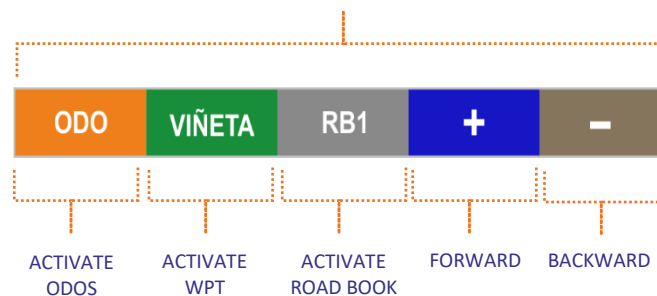 ODO VIÑETA RB1 + -
ACTIVATE ODOS
ACTIVATE WPT
ACTIVATE ROAD BOOK
FORWARD
BACKWARD